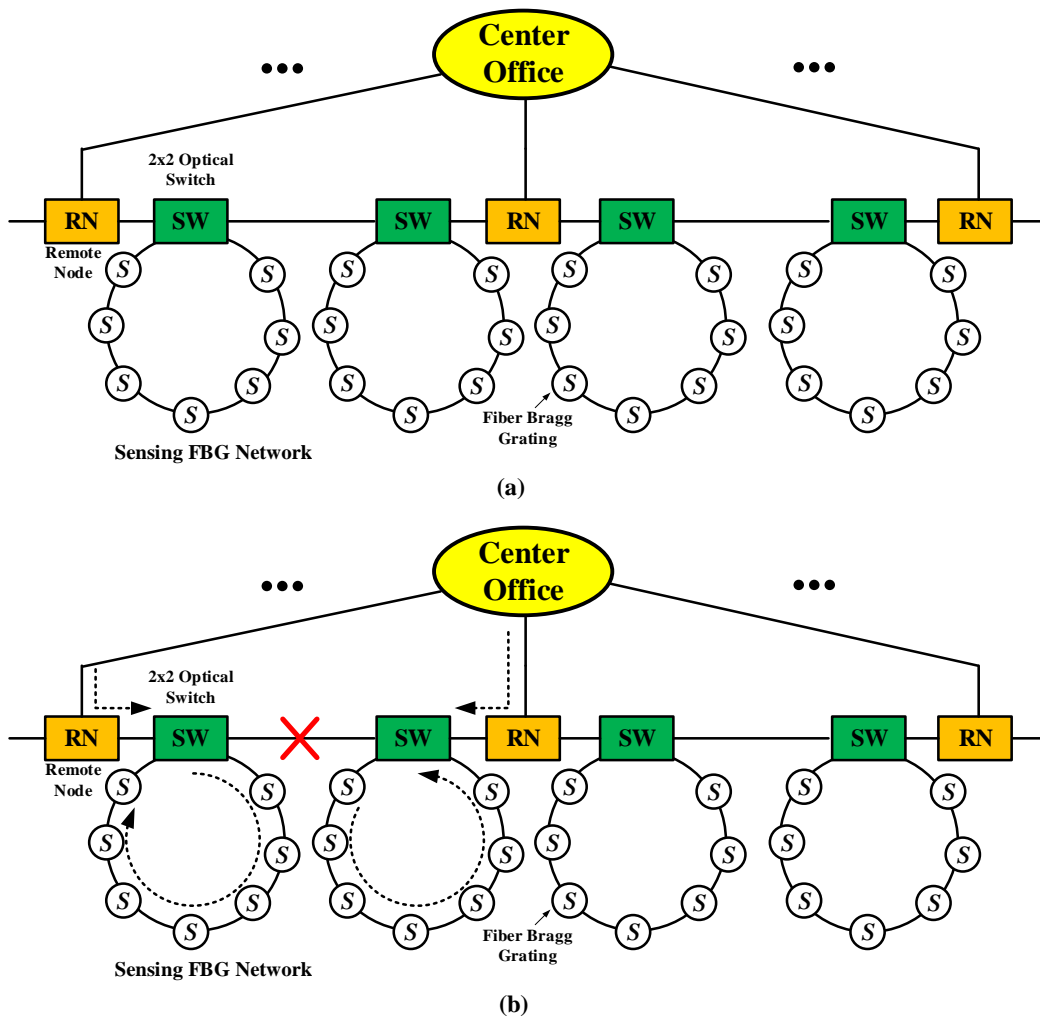 Center
Office
2x2 Optical
Switch
RN SW SW RN SW SW RN
Remote
Node
S S S S S S S S
S S S S S S S S
S S S S S S S S
S S S S
Fiber Bragg
Grating
Sensing FBG Network
(a)
Center
Office
2x2 Optical
Switch
RN SW SW RN SW SW RN
Remote
Node
S S S S S S S S
S S S S S S S S
S S S S S S S S
S S S S
Fiber Bragg
Grating
Sensing FBG Network
(b)